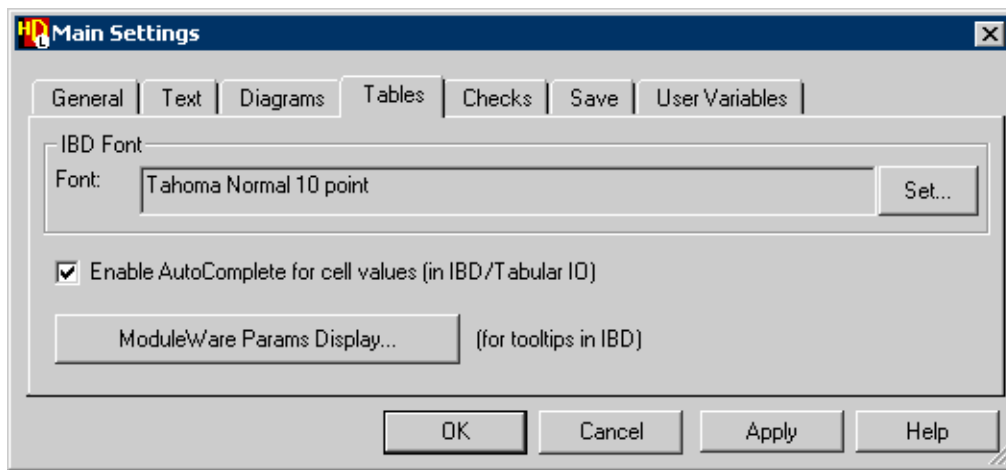 HDL Main Settings
General Text Diagrams Tables Checks Save User Variables
IBD Font
Font: Tahoma Normal 10 point Set...
Enable AutoComplete for cell values (in IBD/Tabular IO)
ModuleWare Params Display... (for tooltips in IBD)
OK Cancel Apply Help